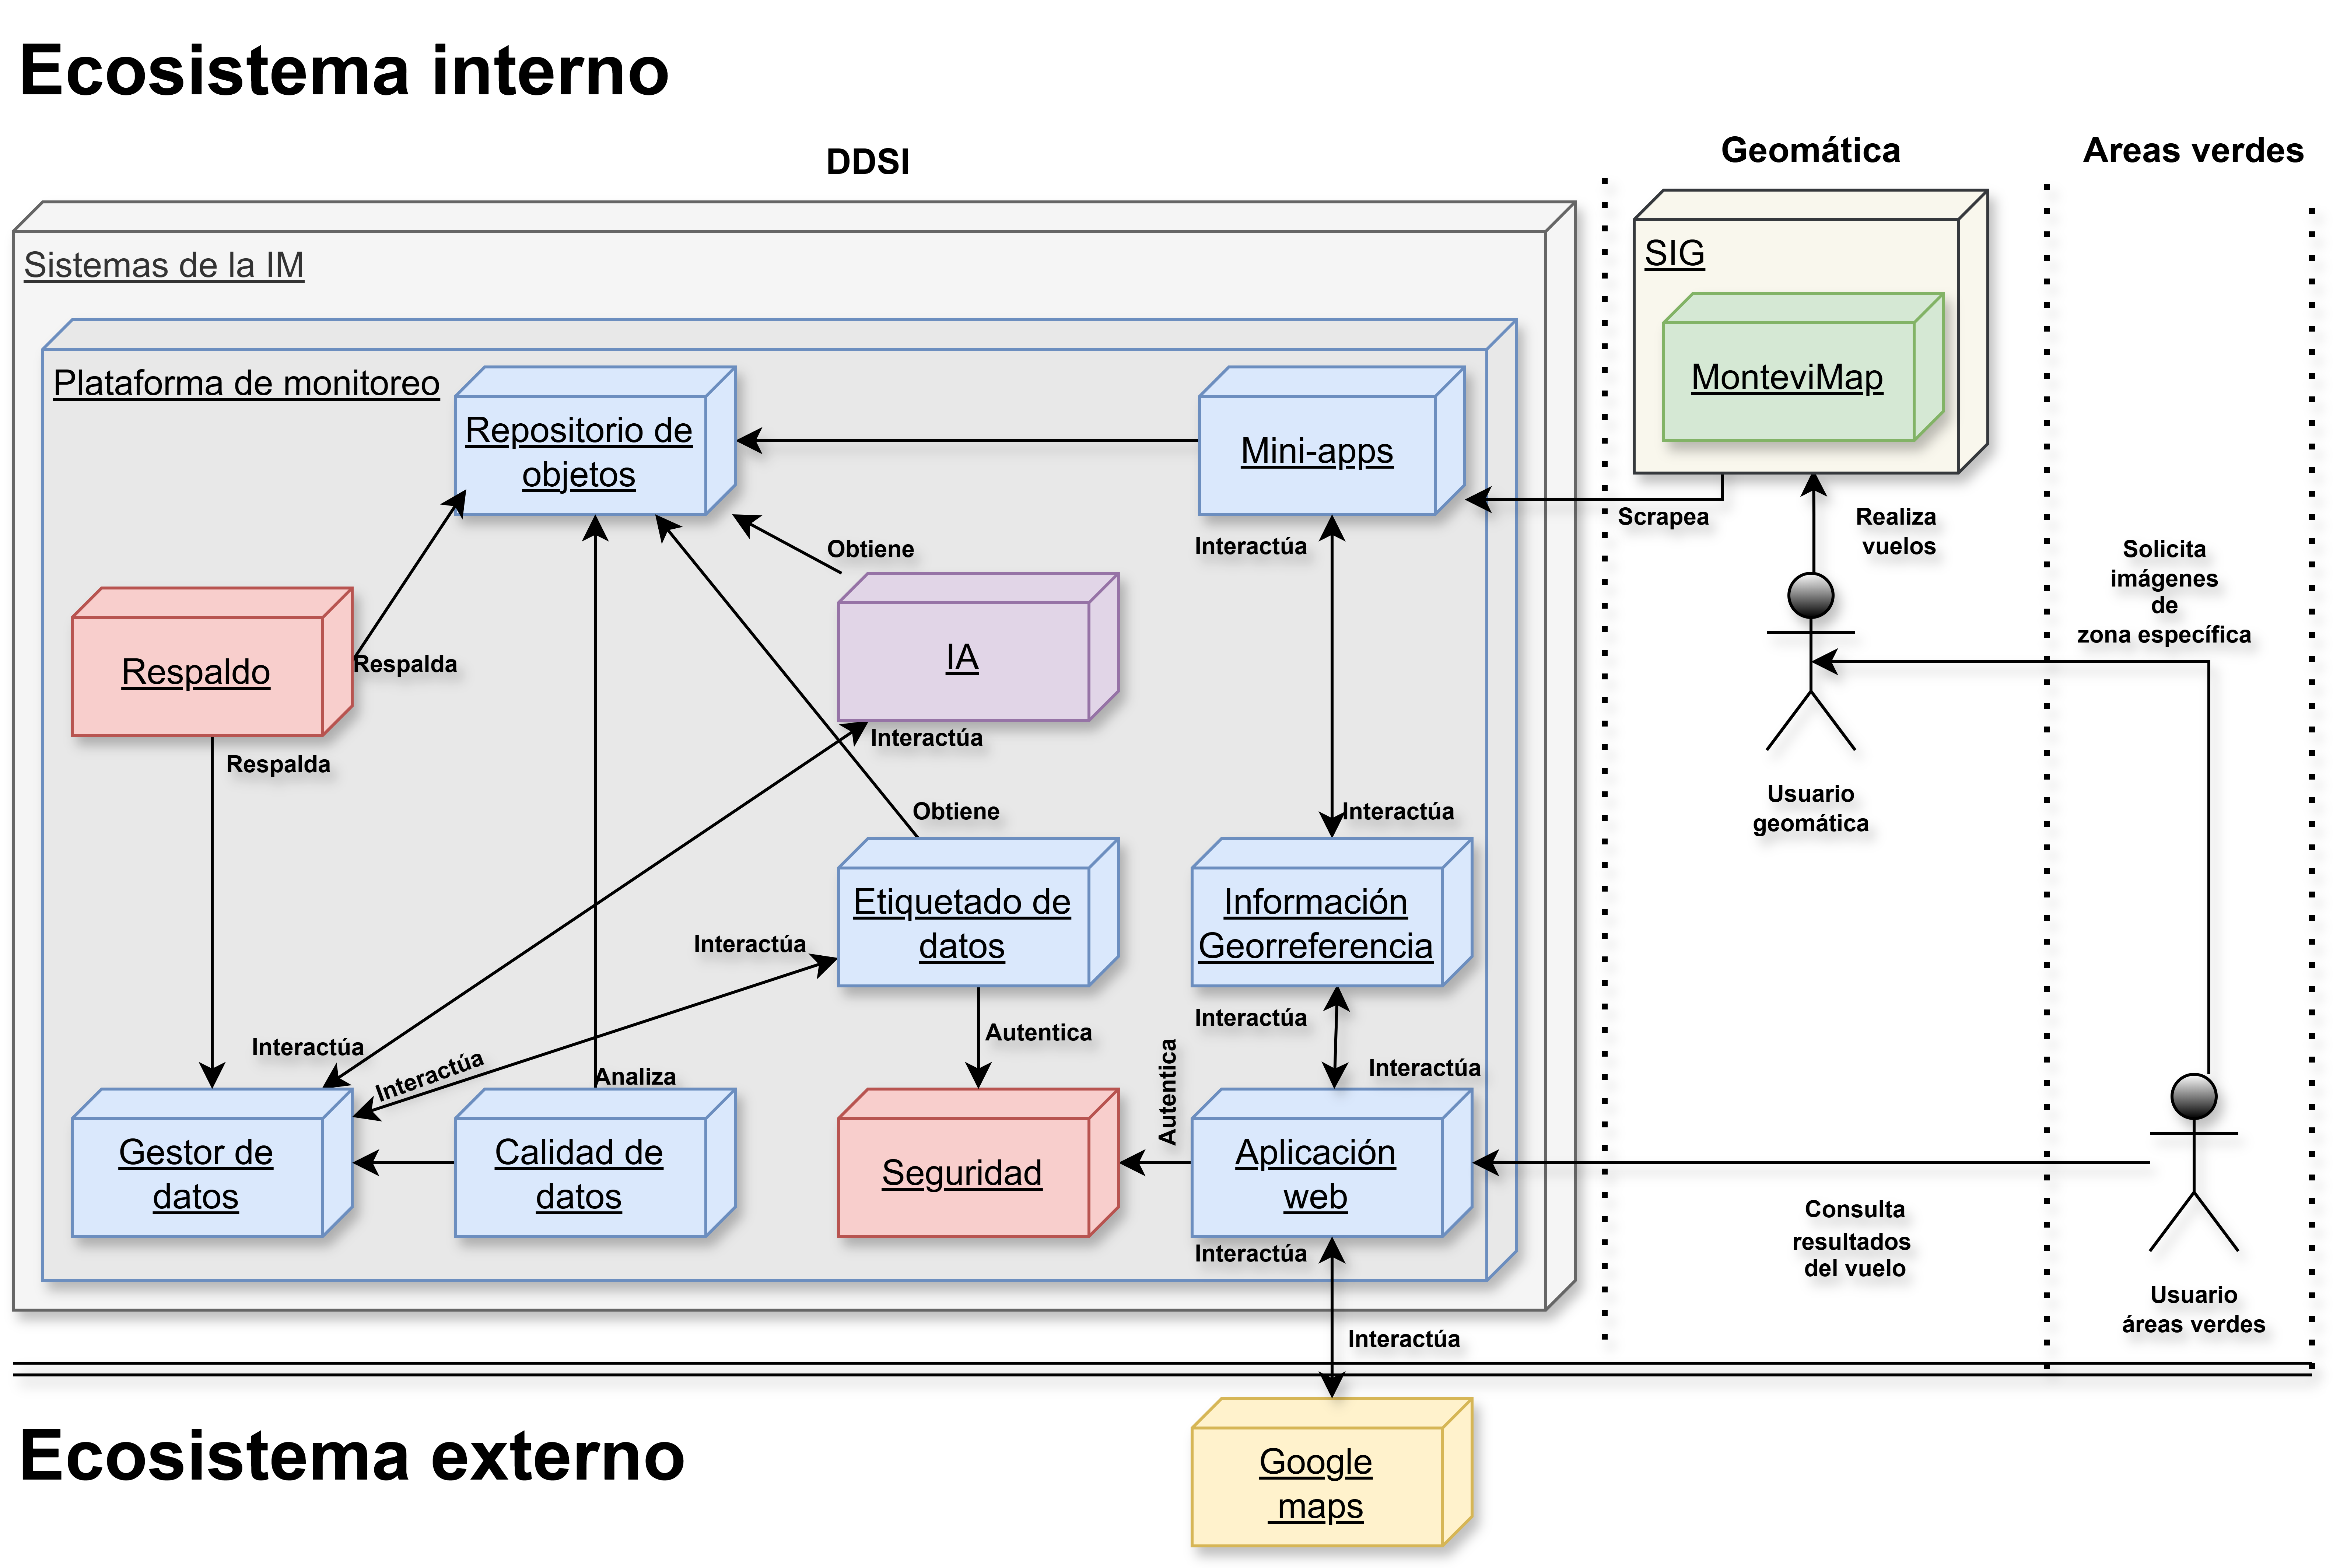 Ecosistema interno
DDSI
Geomática
Areas verdes
Sistemas de la IM
SIG
MonteviMap
Plataforma de monitoreo
Repositorio de
objetos
Mini-apps
Scrapea
Realiza
vuelos
Interactúa
Obtiene
Solicita
imágenes
de
zona específica
Respalda
Respaldo
IA
Interactúa
Respalda
Usuario
geomática
Obtiene
Interactúa
Etiquetado de
datos
Información
Georreferencia
Interactúa
Interactúa
Autentica
Interactúa
Interactúa
Analiza
Interactúa
Autentica
Gestor de
datos
Calidad de
datos
Seguridad
Aplicación
web
Consulta
resultados
del vuelo
Interactúa
Usuario
áreas verdes
Interactúa
Ecosistema externo
Google
maps